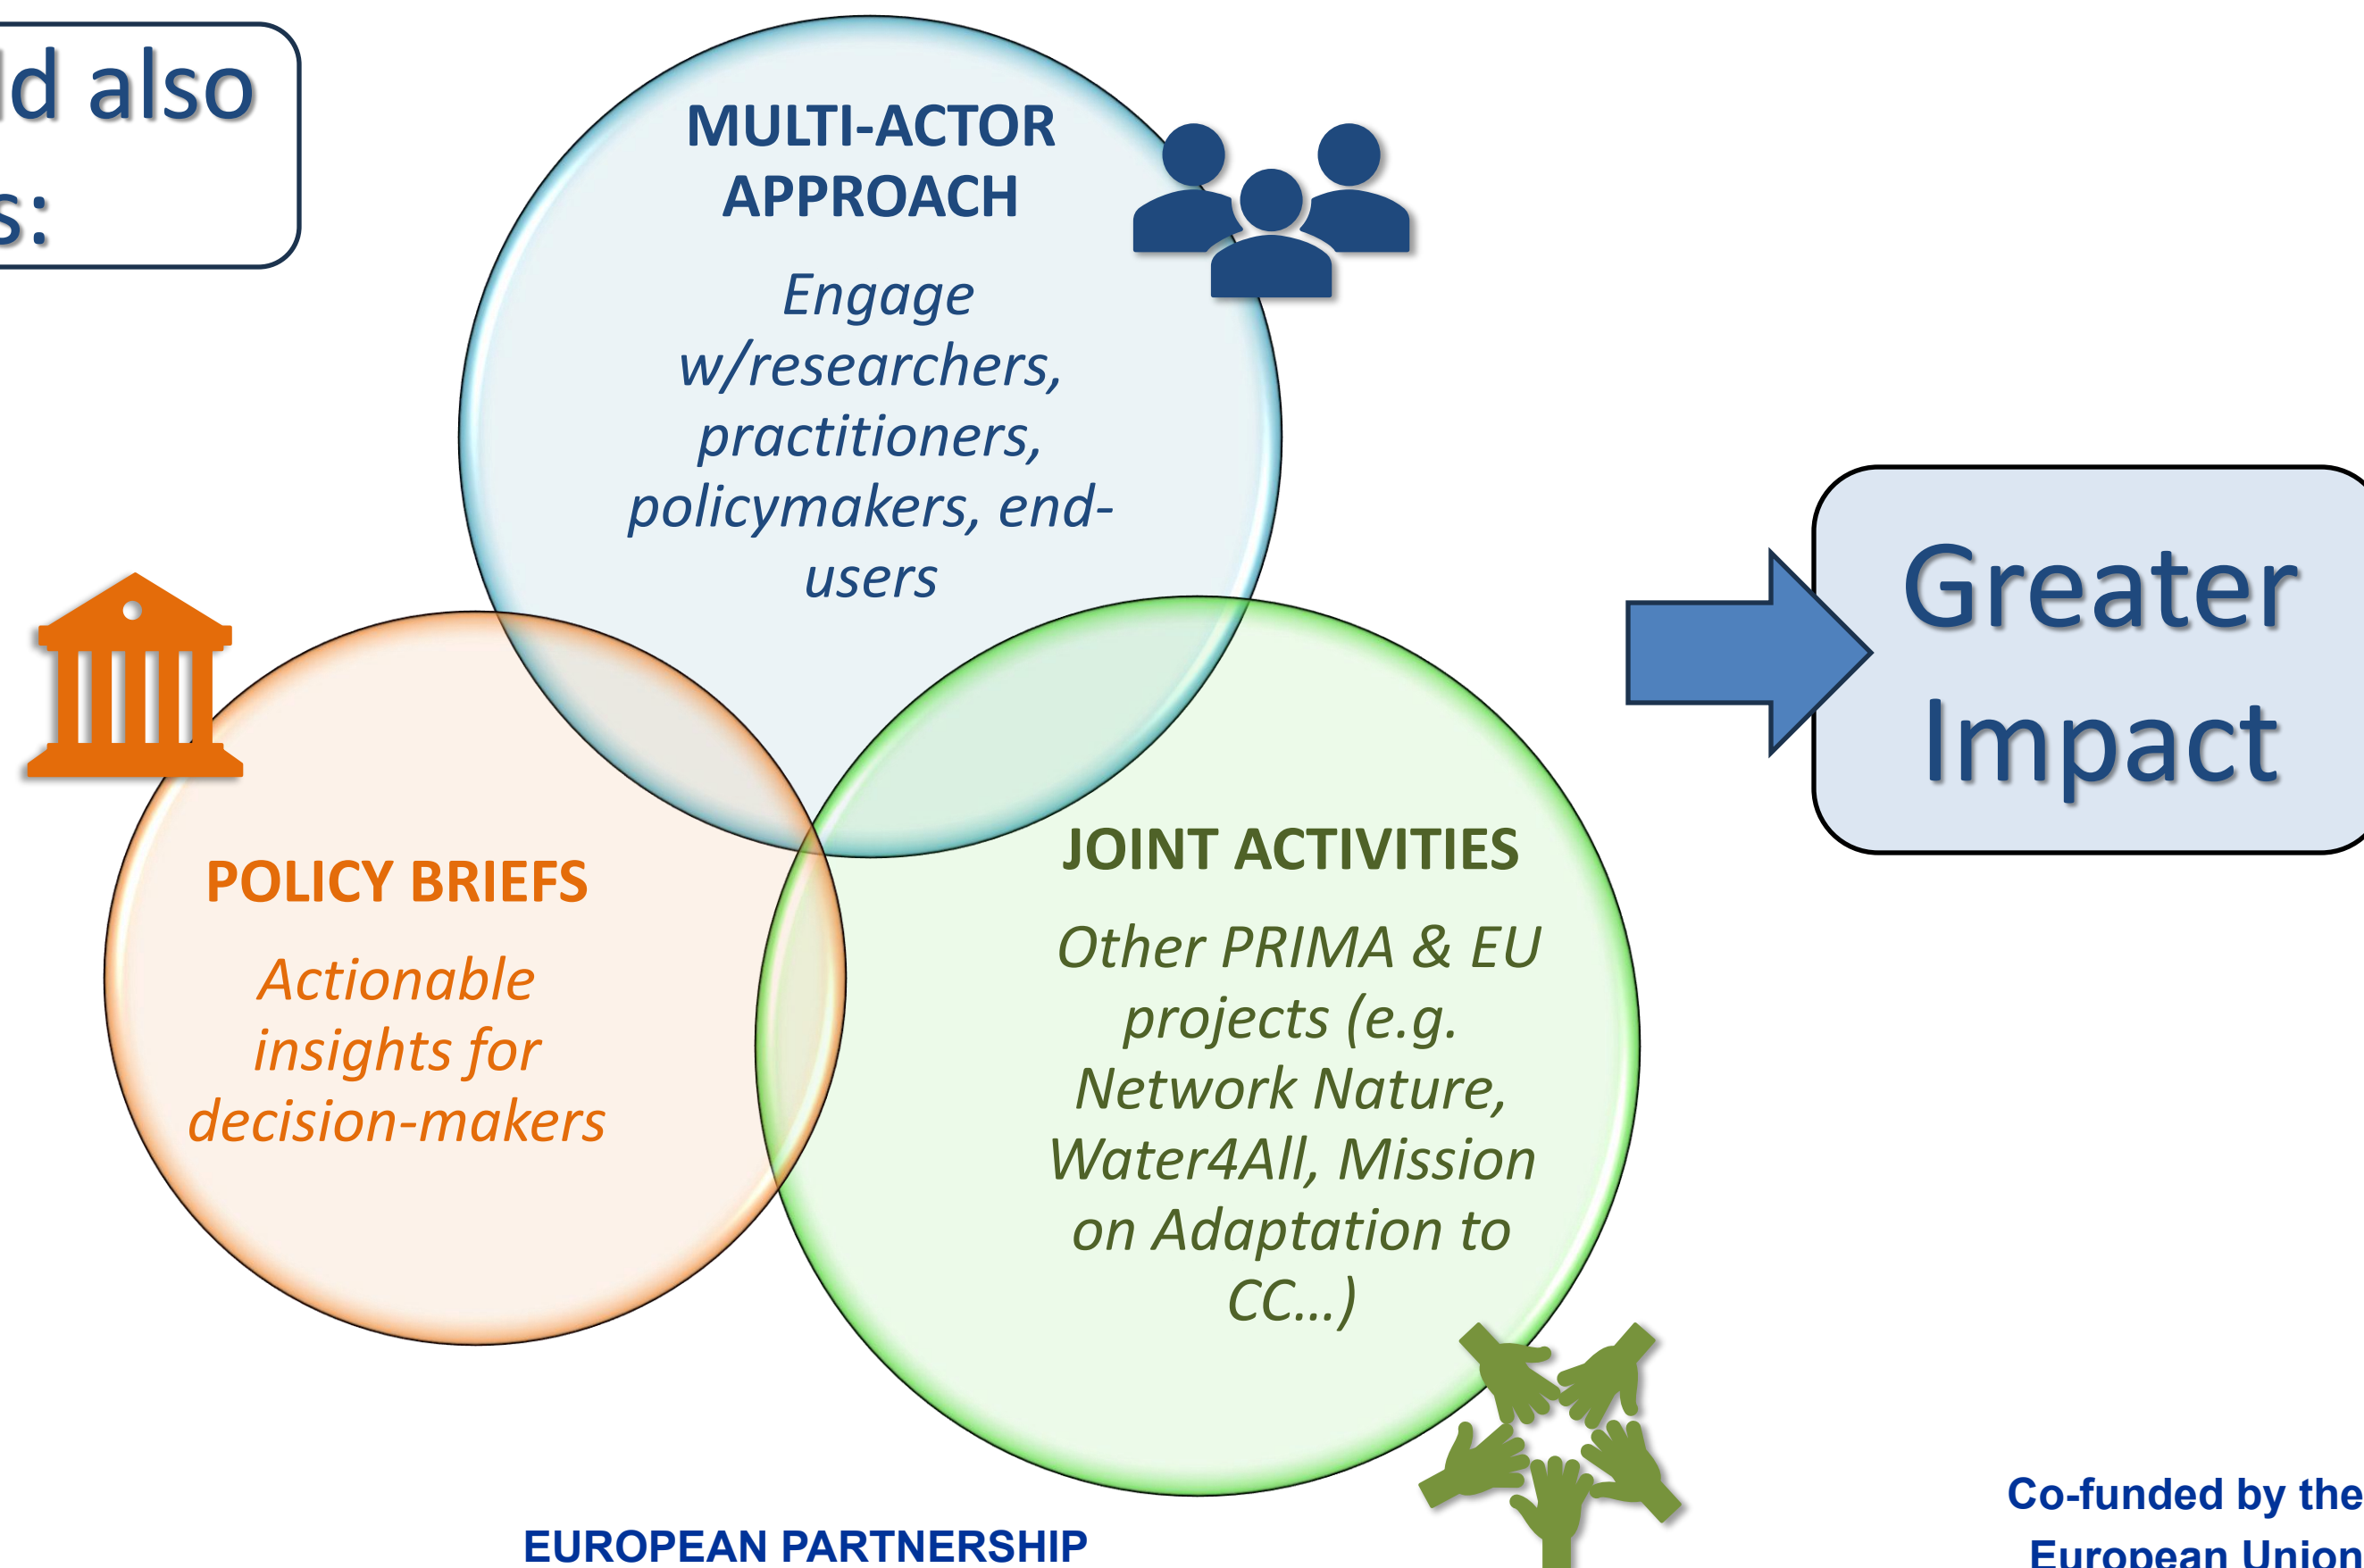 also
s:
MULTI-ACTOR
APPROACH
Engage
w/researchers,
practitioners,
policymakers, end-
users
POLICY BRIEFS
Actionable
insights for
decision-makers
JOINT ACTIVITIES
Other PRIMA & EU
projects (e.g.
Network Nature,
Water4All, Mission
on Adaptation to
CC...)
Greater
Impact
EUROPEAN PARTNERSHIP
Co-funded by the
European Union